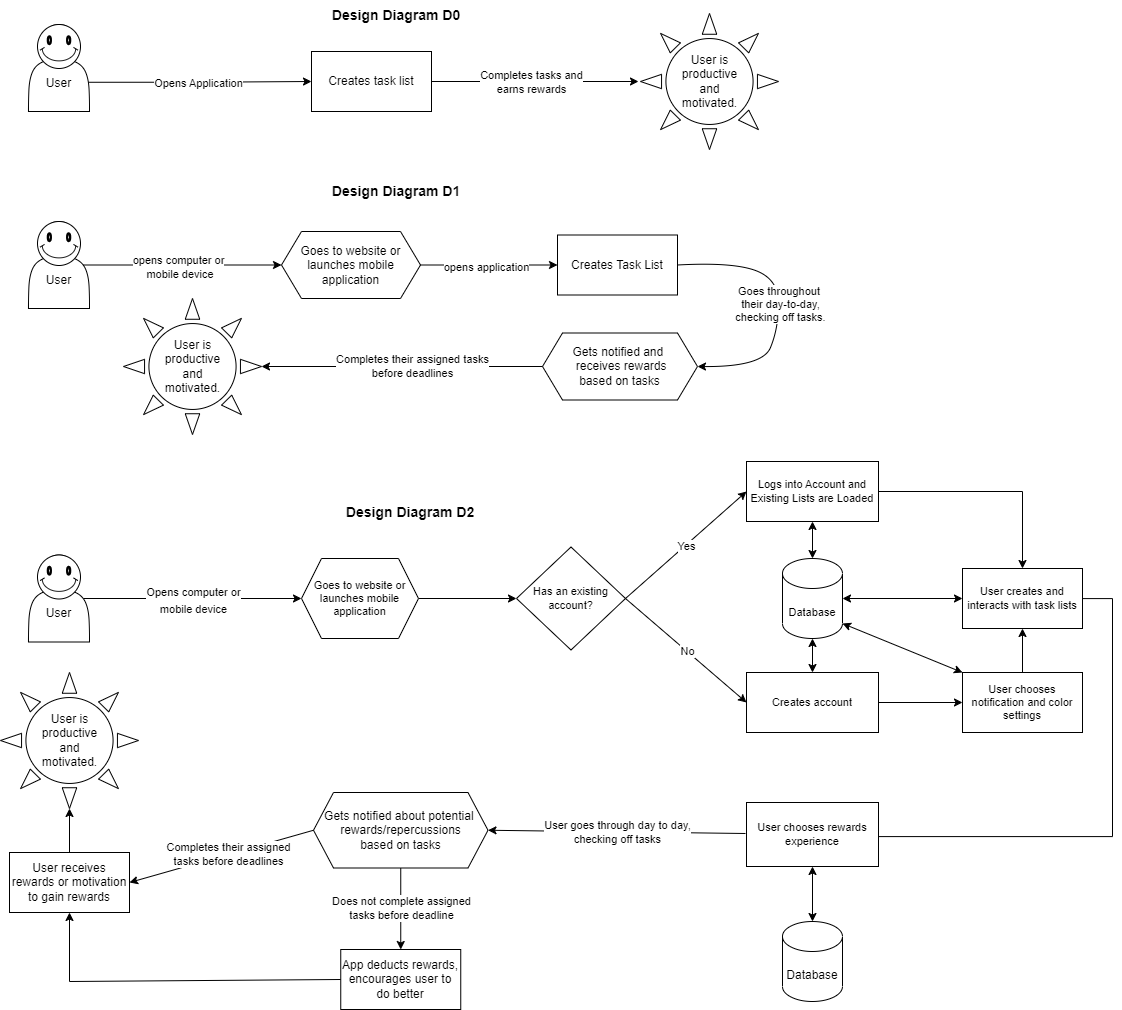 Design Diagram D0
User
Opens Application
Creates task list
Completes tasks and
earns rewards
User is
productive
and
motivated.
Design Diagram D1
User
opens computer or
mobile device
Goes to website or
launches mobile
application
opens application
Creates Task List
Goes throughout
their day-to-day,
checking off tasks.
Gets notified and
receives rewards
based on tasks
Completes their assigned tasks
before deadlines
User is
productive
and
motivated.
Design Diagram D2
User
Opens computer or
mobile device
Goes to website or
launches mobile
application
Has an existing
account?
Yes
No
Logs into Account and
Existing Lists are Loaded
Database
Creates account
User creates and
interacts with task lists
User chooses
notification and color
settings
User chooses rewards
experience
Database
User goes through day to day,
checking off tasks
Gets notified about potential
rewards/repercussions
based on tasks
Completes their assigned
tasks before deadlines
Does not complete assigned
tasks before deadline
App deducts rewards,
encourages user to
do better
User receives
rewards or motivation
to gain rewards
User is
productive
and
motivated.